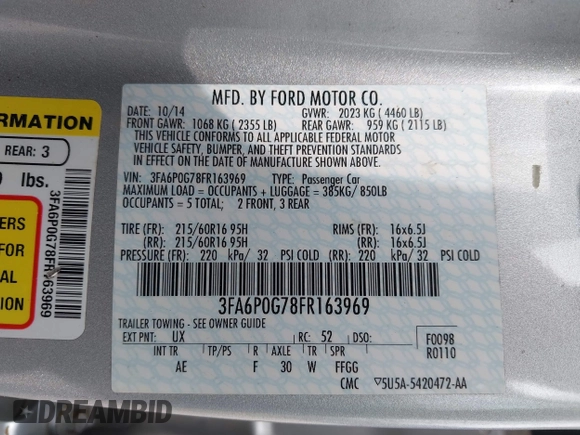 MFD. BY FORD MOTOR CO.
DATE: 10/14 GVWR: 2023 KG ( 4460 LB)
FRONT GAWR: 1068 KG ( 2355 LB) REAR GAWR: 959 KG ( 2115 LB)
THIS VEHICLE CONFORMS TO ALL APPLICABLE FEDERAL MOTOR
VEHICLE SAFETY, BUMPER, AND THEFT PREVENTION STANDARDS
IN EFFECT ON THE DATE OF MANUFACTURE SHOWN ABOVE.
VIN: 3FA6P0G78FR163969 TYPE: Passenger Car
MAXIMUM LOAD = OCCUPANTS + LUGGAGE = 385KG/ 850LB
OCCUPANTS = 5 TOTAL; 2 FRONT, 3 REAR
TIRE (FR): 215/60R16 95H RIMS (FR): 16x6.5J
(RR): 215/60R16 95H (RR): 16x6.5J
PRESSURE (FR): 220 kPa/ 32 PSI COLD (RR): 220 kPa/ 32 PSI COLD
3FA6P0G78FR163969
TRAILER TOWING - SEE OWNER GUIDE
EXT PNT: UX RC: 52 DSO: F0098
R0110
INT TR TP/PS R AXLE TR SPR
AE F 30 W FFGG
CMC ▽5U5A-5420472-AA
FORMATION
REAR: 3
lbs.
ERS
FOR
AL
ON
3FA6P0G78FR163969
DREAMBID